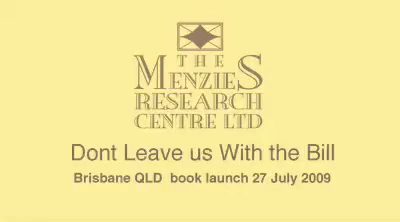 THE
MENZIES
RESEARCH
CENTRE LTD
Dont Leave us With the Bill
Brisbane QLD book launch 27 July 2009